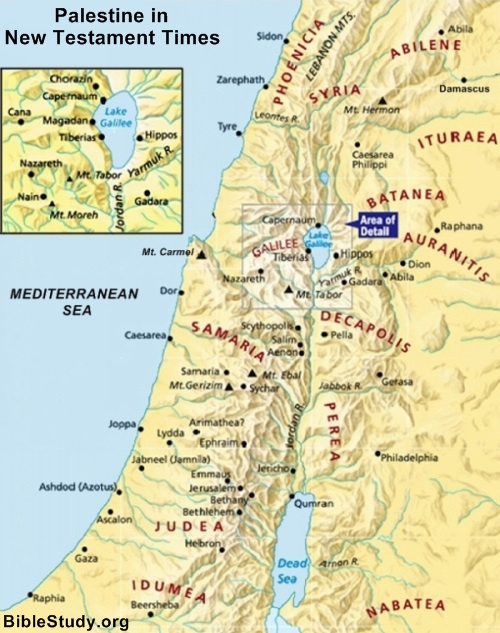 Palestine in
New Testament Times
Chorazin
Capernaum
Cana
Magadan
Lake
Galilee
Tiberias
Hippos
Nazareth
Mt. Tabor
Yarmuk R.
Nain
Mt. Moreh
Jordan R.
Gadara
Sidon
PHOENICIA
LEBANON MTS.
Abila
ABILENE
Zarephath
SYRIA
Damascus
Mt. Hermon
Leontes R.
Tyre
ITURAEA
Caesarea
Philippi
BATANEA
Capernaum
Area of
Detail
Raphana
Lake
Galilee
GALILEE
AURANITIS
Mt. Carmel
Tiberias
Hippos
Dion
Nazareth
Yarmuk R.
Abila
Gadara
Mt. Tabor
MEDITERRANEAN
SEA
Dor
DECAPOLIS
SAMARIA
Scythopolis
Caesarea
Salim
Pella
Aenon
Samaria
Mt. Ebal
Mt.Gerizim
Sychar
Jabbok R.
Gerasa
Jordan R.
PEREA
Joppa
Arimathea?
Lydda
Ephraim
Philadelphia
Jabneel (Jamnila)
Emmaus
Jericho
Ashdod (Azotus)
Jerusalem
Bethany
Qumran
Bethlehem
Ascalon
JUDEA
Hebron
Gaza
Dead
Sea
Arnon R.
IDUMEA
Raphia
Beersheba
NABATEA
BibleStudy.org